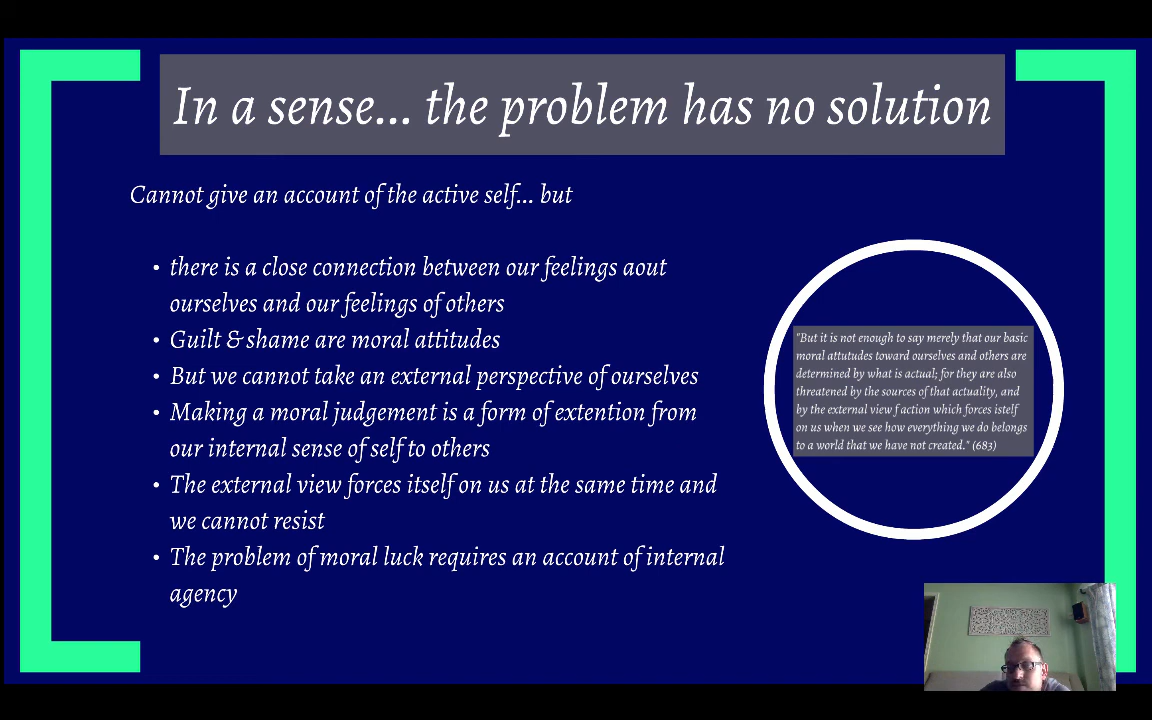 In a sense... the problem has no solution
Cannot give an account of the active self... but
• there is a close connection between our feelings aout
ourselves and our feelings of others
• Guilt & shame are moral attitudes
• But we cannot take an external perspective of ourselves
• Making a moral judgement is a form of extention from
our internal sense of self to others
• The external view forces itself on us at the same time and
we cannot resist
• The problem of moral luck requires an account of internal
agency
"But it is not enough to say merely that our basic
moral attutudes toward ourselves and others are
determined by what is actual; for they are also
threatened by the sources of that actuality, and
by the external view f action which forces istelf
on us when we see how everything we do belongs
to a world that we have not created." (683)